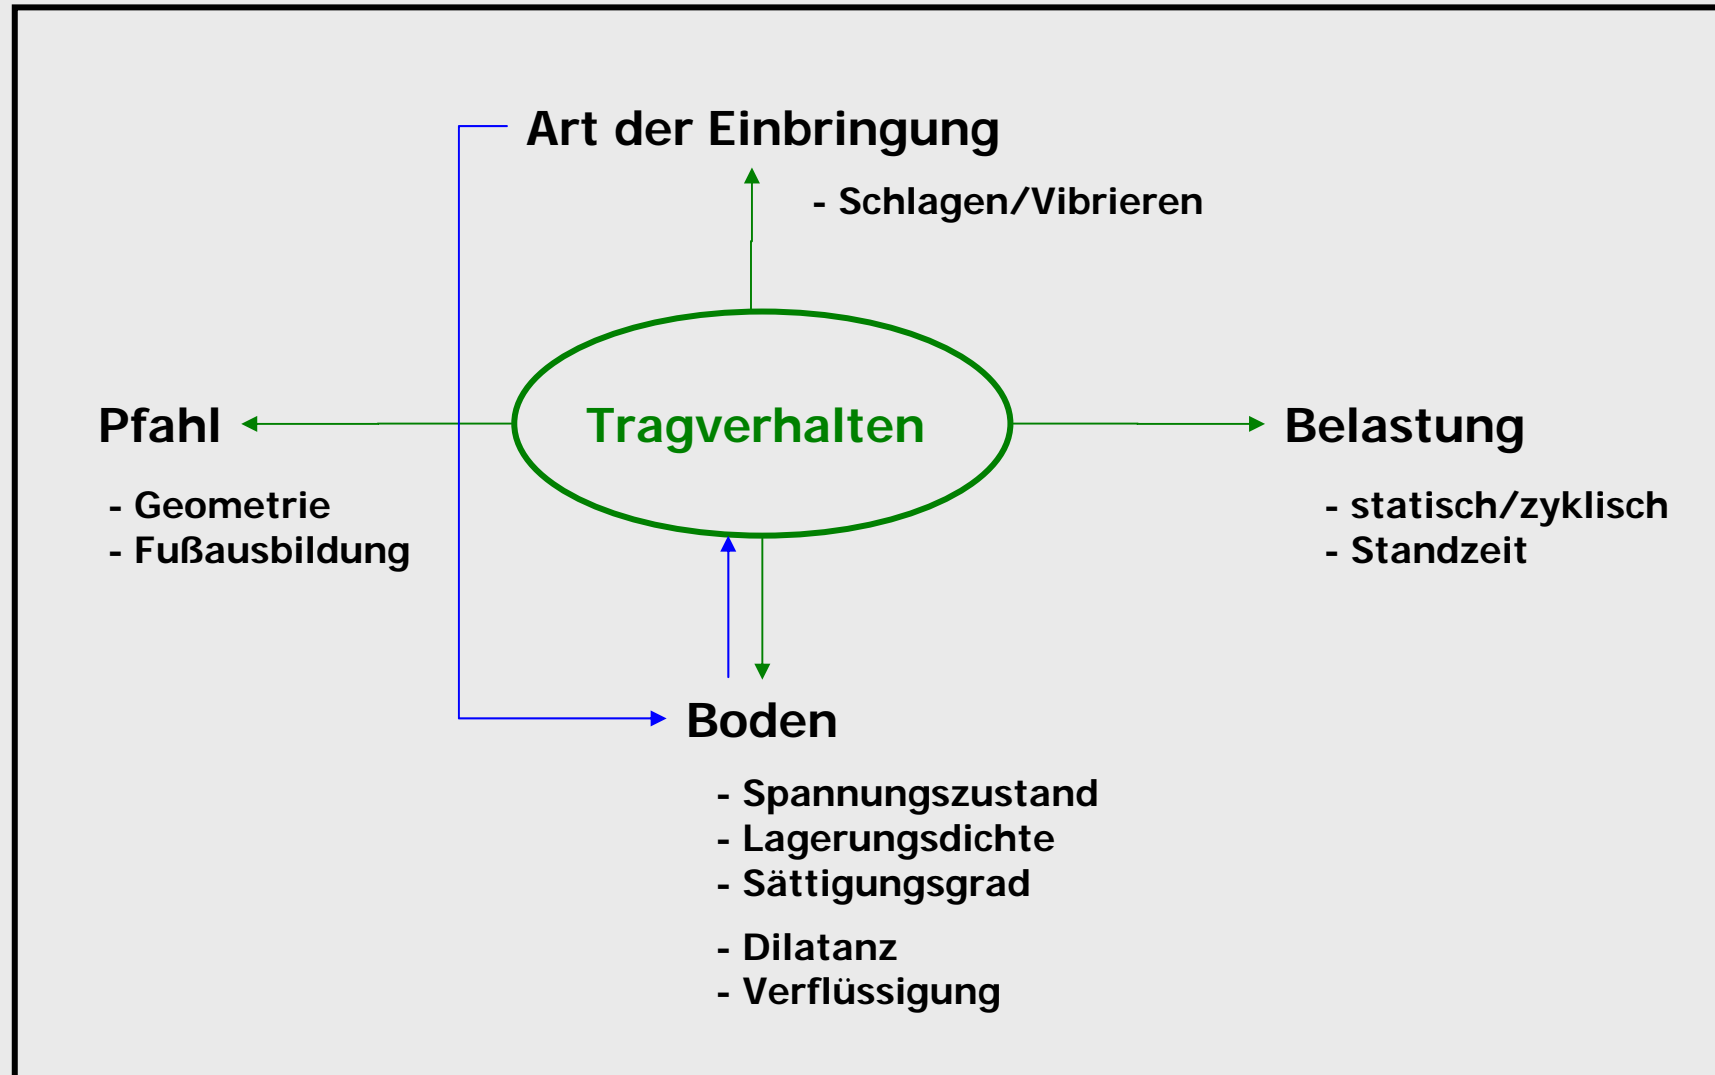 Art der Einbringung
- Schlagen/Vibrieren
Tragverhalten
Pfahl
- Geometrie
- Fußausbildung
Belastung
- statisch/zyklisch
- Standzeit
Boden
- Spannungszustand
- Lagerungsdichte
- Sättigungsgrad
- Dilatanz
- Verflüssigung